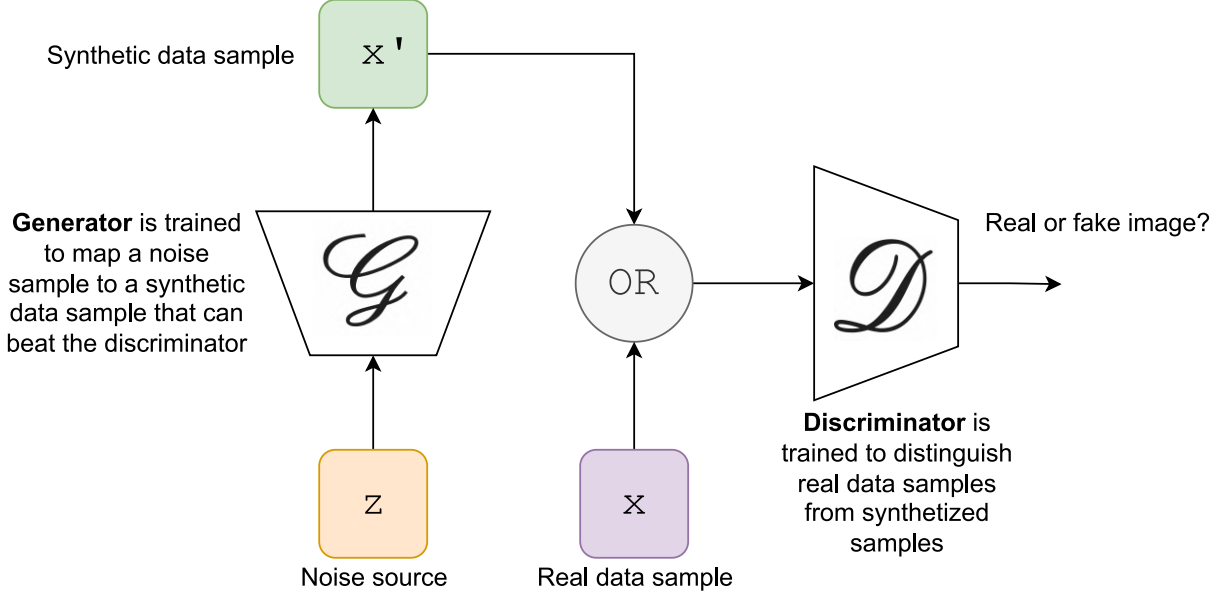 Synthetic data sample
x'
Generator is trained
to map a noise
sample to a synthetic
data sample that can
beat the discriminator
G
OR
D
Real or fake image?
Discriminator is
trained to distinguish
real data samples
from synthetized
samples
z
Noise source
x
Real data sample